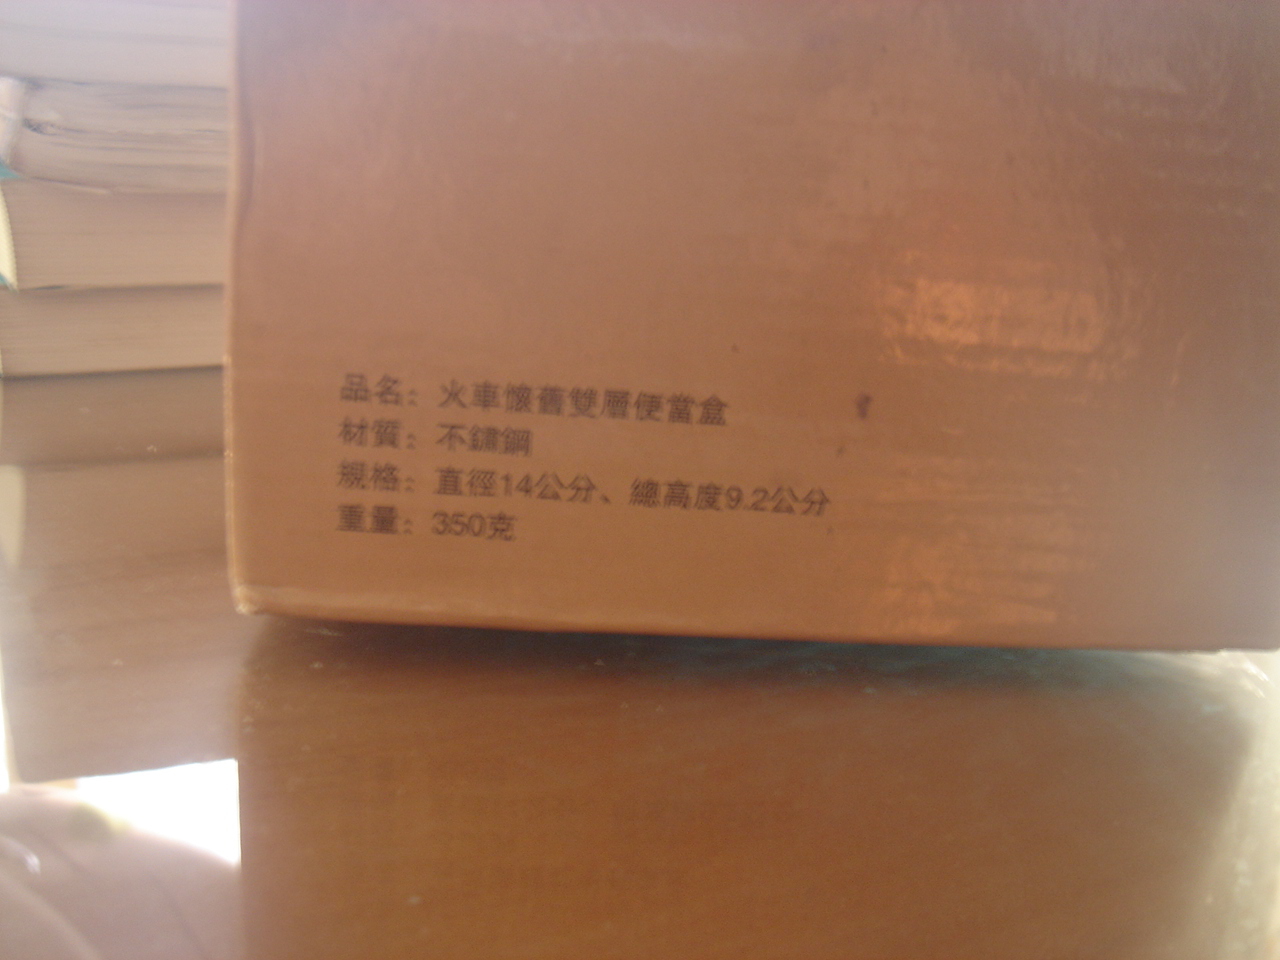 品名：火車懷舊雙層便當盒
材質：不鏽鋼
規格：直徑14公分、總高度9.2公分
重量：350克